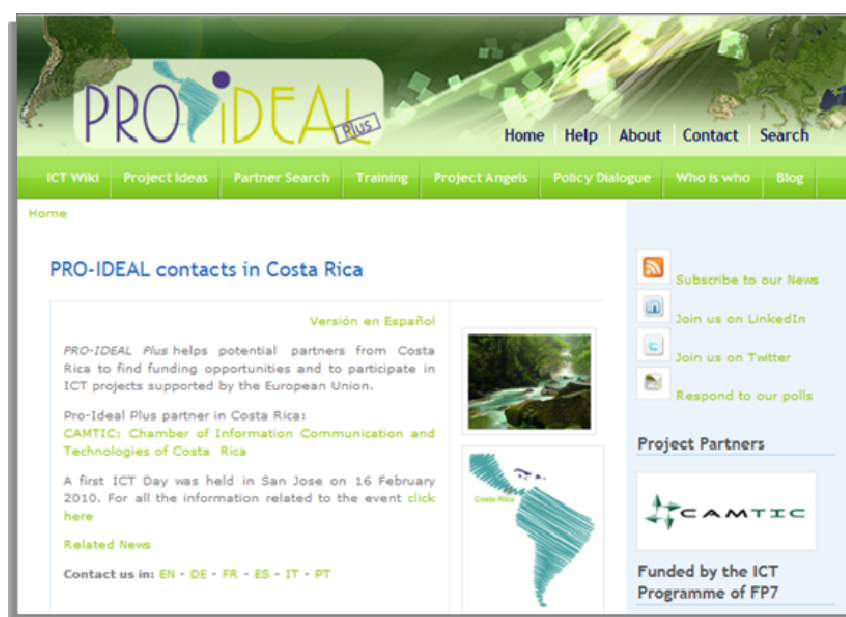 PRO IDEAL Plus
Home Help About Contact Search
ICT Wiki Project Ideas Partner Search Training Project Angels Policy Dialogue Who is who Blog
Home
PRO-IDEAL contacts in Costa Rica
Versión en Español
PRO-IDEAL Plus helps potential partners from Costa
Rica to find funding opportunities and to participate in
ICT projects supported by the European Union.
Pro-Ideal Plus partner in Costa Rica:
CAMTIC: Chamber of Information Communication and
Technologies of Costa Rica
A first ICT Day was held in San Jose on 16 February
2010. For all the information related to the event click
here
Related News
Contact us in: EN - DE - FR - ES - IT - PT
Costa Rica
Subscribe to our News
Join us on LinkedIn
Join us on Twitter
Respond to our polls
Project Partners
CAMTIC
Funded by the ICT
Programme of FP7